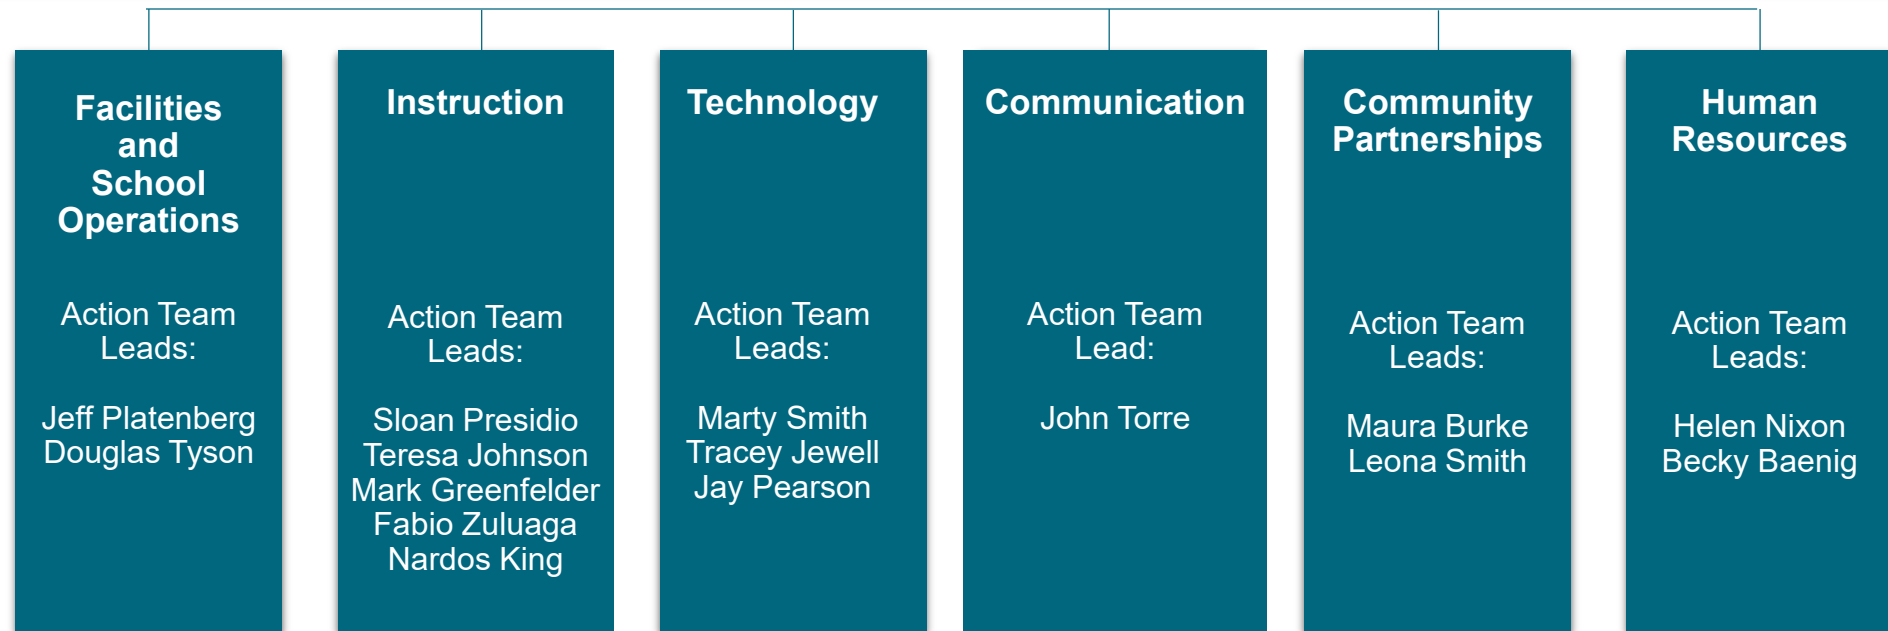 Facilities
and
School
Operations
Action Team
Leads:
Jeff Platenberg
Douglas Tyson
Instruction
Action Team
Leads:
Sloan Presidio
Teresa Johnson
Mark Greenfelder
Fabio Zuluaga
Nardos King
Technology
Action Team
Leads:
Marty Smith
Tracey Jewell
Jay Pearson
Communication
Action Team
Lead:
John Torre
Community
Partnerships
Action Team
Leads:
Maura Burke
Leona Smith
Human
Resources
Action Team
Leads:
Helen Nixon
Becky Baenig